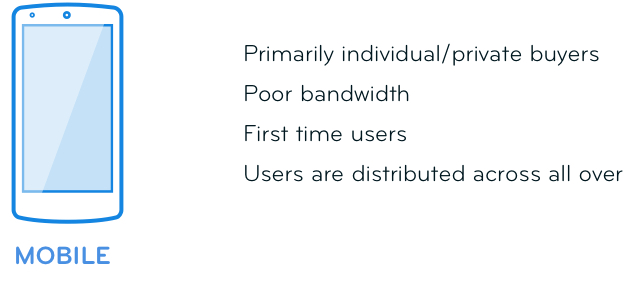 Primarily individual/private buyers
Poor bandwidth
First time users
Users are distributed across all over
MOBILE